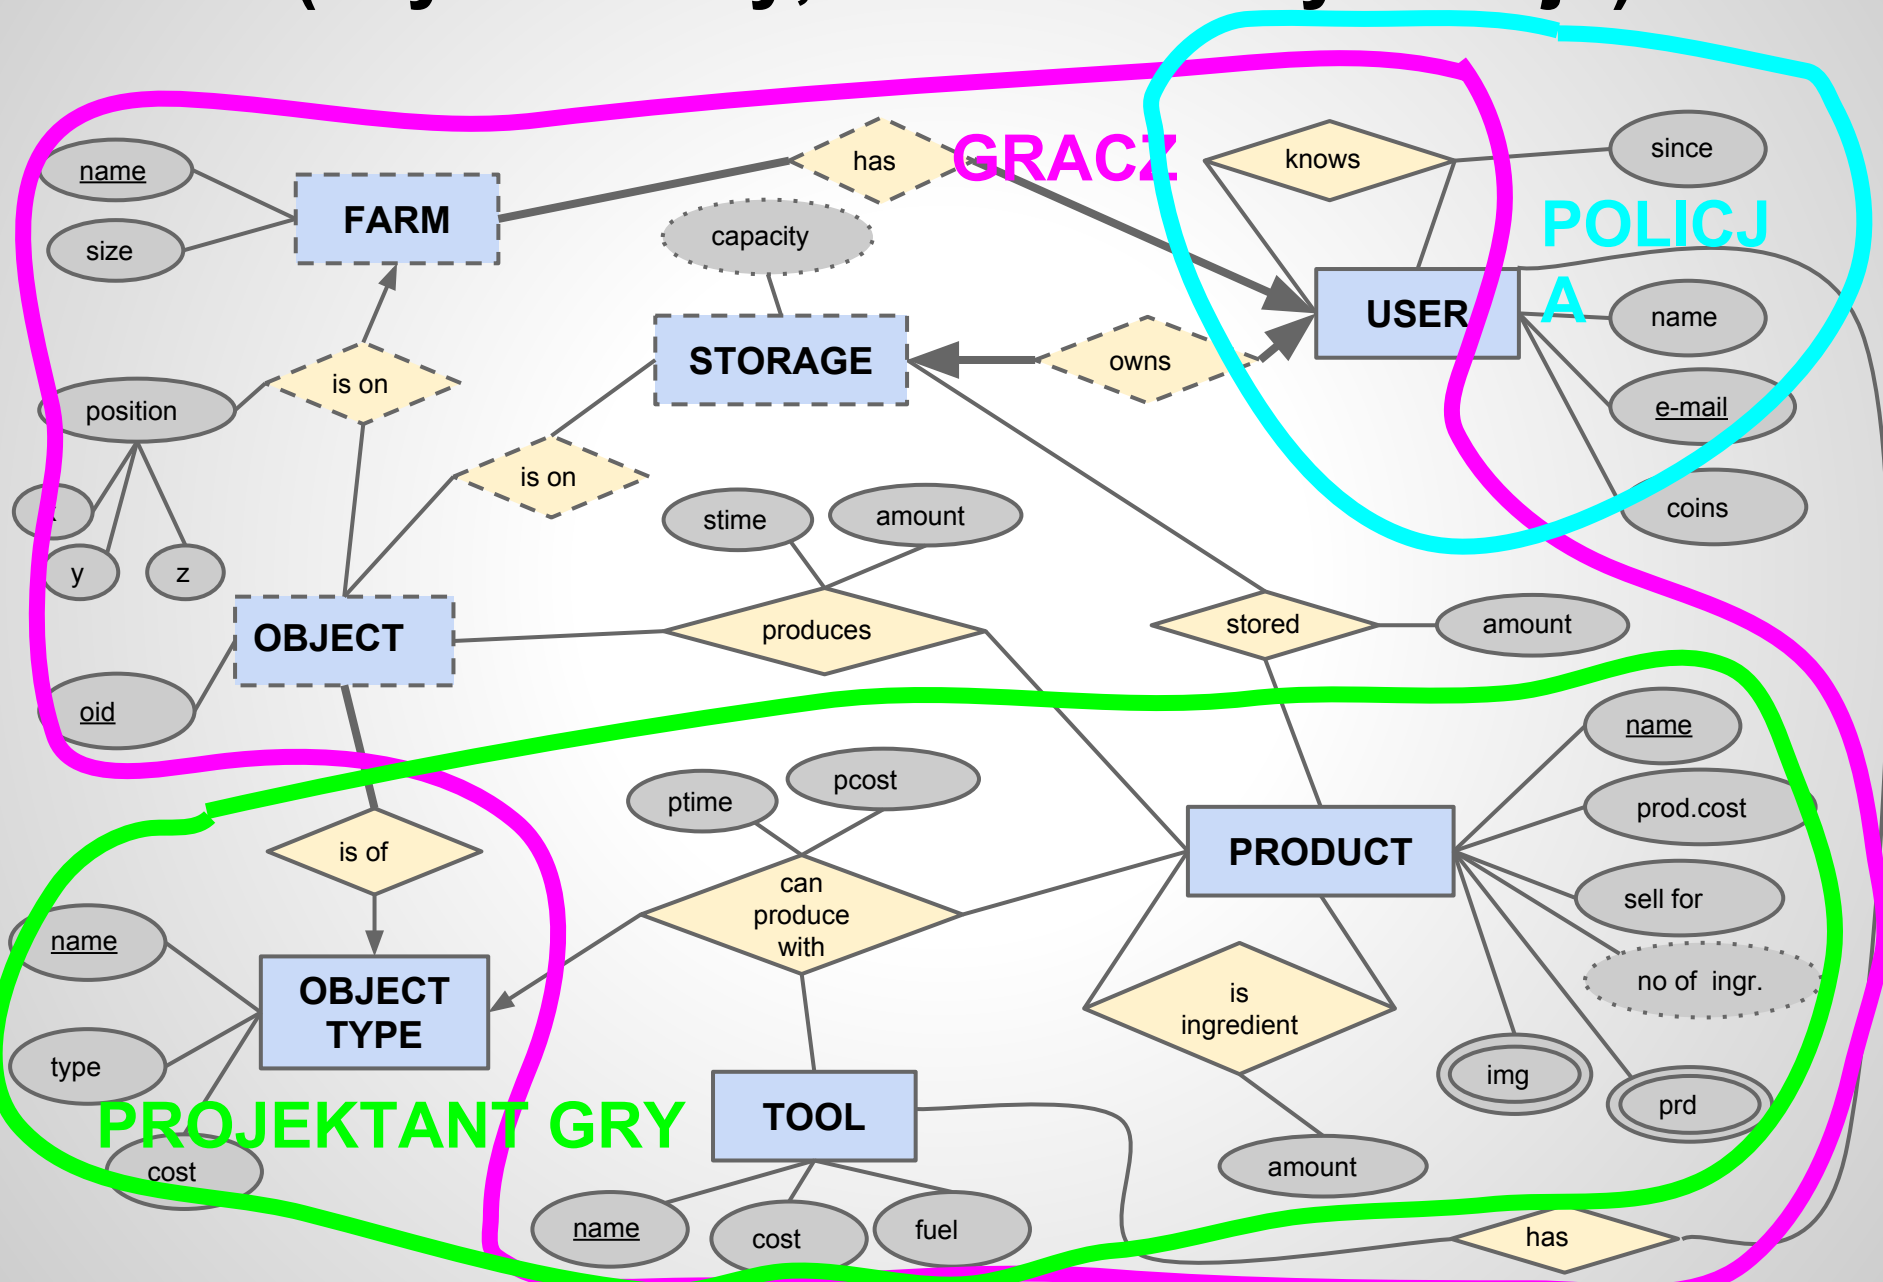 has
GRACZ
knows
since
name
FARM
capacity
POLICJ
A
size
USER
name
STORAGE
owns
is on
position
e-mail
is on
coins
stime
amount
y
z
produces
stored
amount
OBJECT
oid
name
ptime
pcost
prod.cost
is of
PRODUCT
can
produce
with
sell for
name
no of ingr.
OBJECT
TYPE
is
ingredient
type
img
prd
PROJEKTANT GRY
TOOL
cost
amount
name
cost
fuel
has